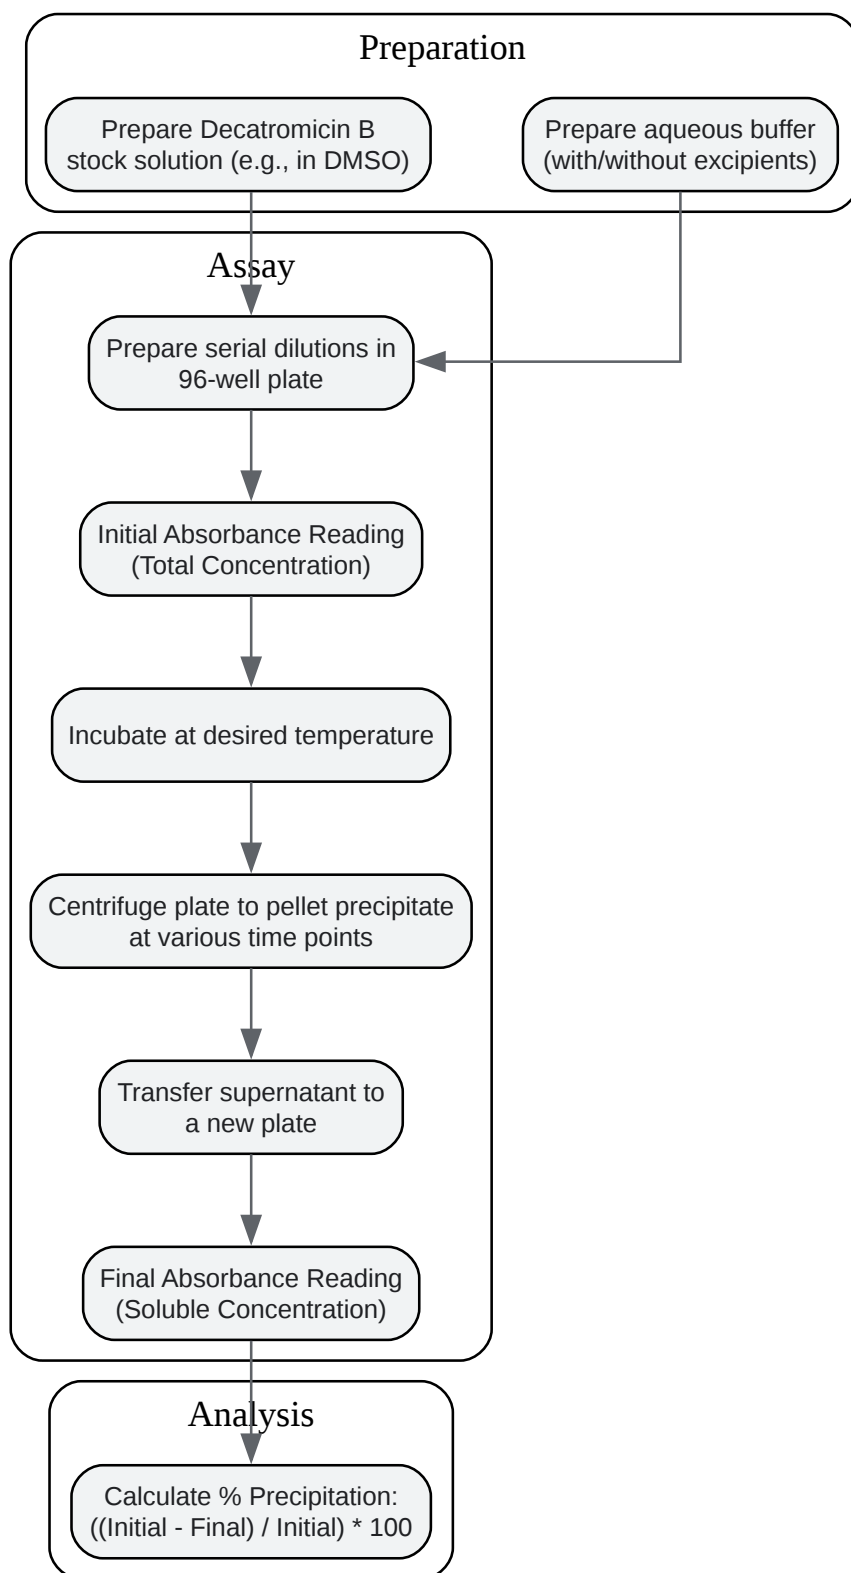 Preparation
Prepare Decatromicin B
stock solution (e.g., in DMSO)
Prepare aqueous buffer
(with/without excipients)
Assay
Prepare serial dilutions in
96-well plate
Initial Absorbance Reading
(Total Concentration)
Incubate at desired temperature
Centrifuge plate to pellet precipitate
at various time points
Transfer supernatant to
a new plate
Final Absorbance Reading
(Soluble Concentration)
Analysis
Calculate % Precipitation:
((Initial - Final) / Initial) * 100